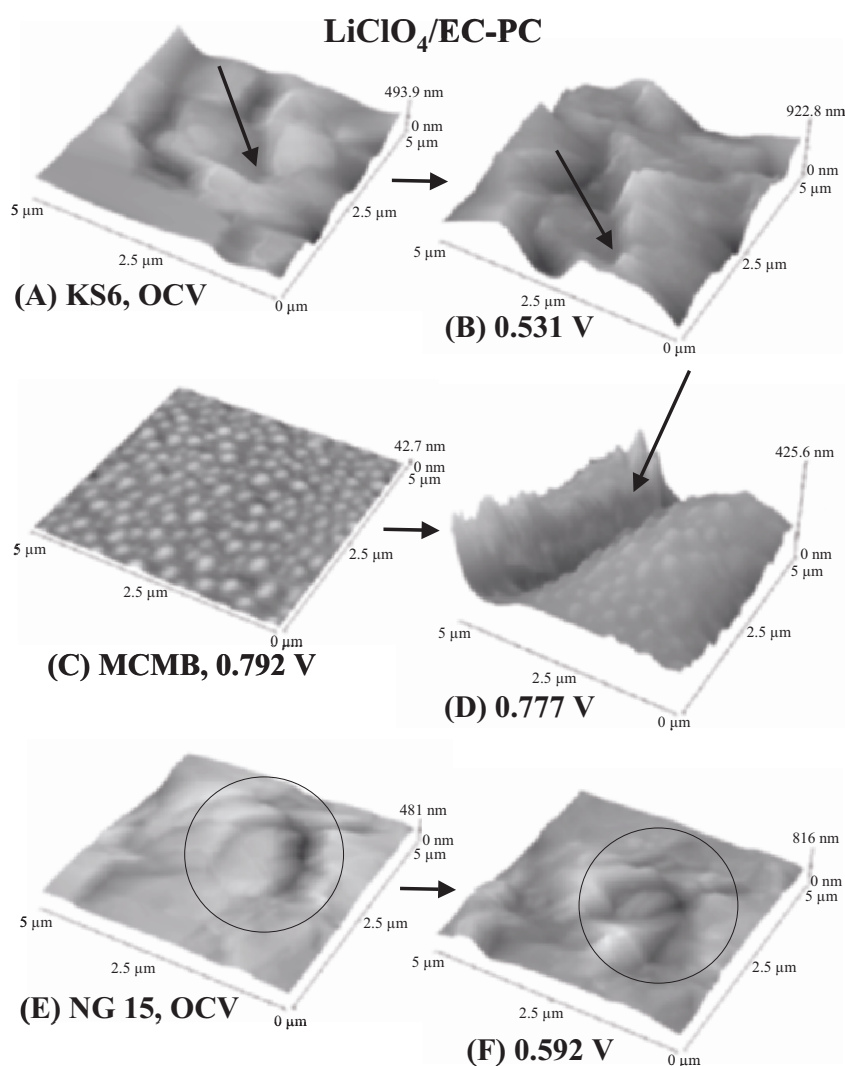 LiClO₄/EC-PC
493.9 nm
0 nm
5 µm
5 µm
2.5 µm
2.5 µm
0 µm
(A) KS6, OCV
922.8 nm
0 nm
5 µm
5 µm
2.5 µm
2.5 µm
0 µm
(B) 0.531 V
42.7 nm
0 nm
5 µm
5 µm
2.5 µm
2.5 µm
0 µm
(C) MCMB, 0.792 V
425.6 nm
0 nm
5 µm
5 µm
2.5 µm
2.5 µm
0 µm
(D) 0.777 V
481 nm
0 nm
5 µm
5 µm
2.5 µm
2.5 µm
0 µm
(E) NG 15, OCV
816 nm
0 nm
5 µm
5 µm
2.5 µm
2.5 µm
0 µm
(F) 0.592 V